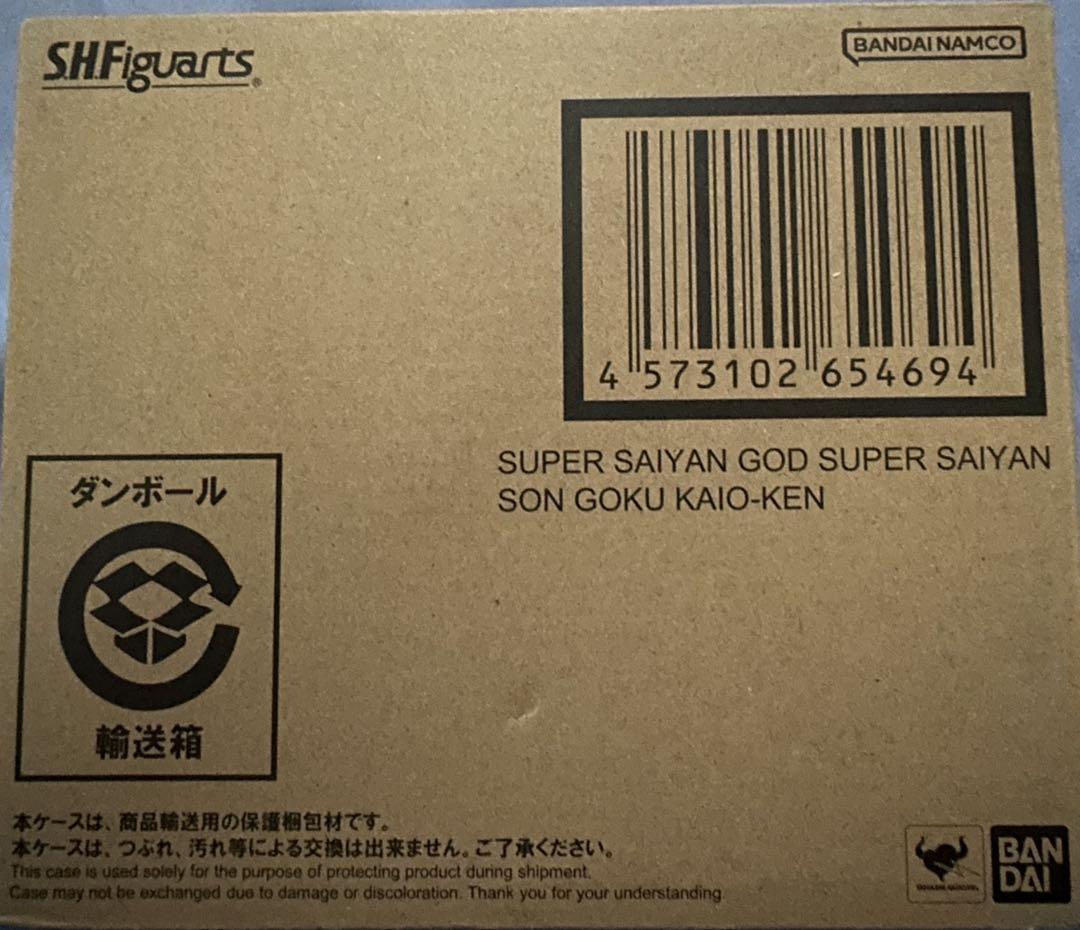 S.H.Figuarts®
BANDAI NAMCO
4 573102 654694
SUPER SAIYAN GOD SUPER SAIYAN
SON GOKU KAIO-KEN
ダンボール
輸送箱
本ケースは、商品輸送用の保護梱包材です。
本ケースは、つぶれ、汚れ等による交換は出来ません。ご了承ください。
This case is used solely for the purpose of protecting product during shipment.
Case may not be exchanged due to damage or discoloration. Thank you for your understanding.
BAN
DAI